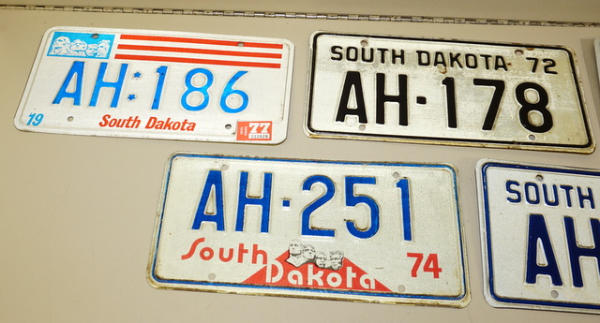 AH:186
19 South Dakota 77
SOUTH DAKOTA 72
AH·178
AH·251
South Dakota 74
SOUTH
AH